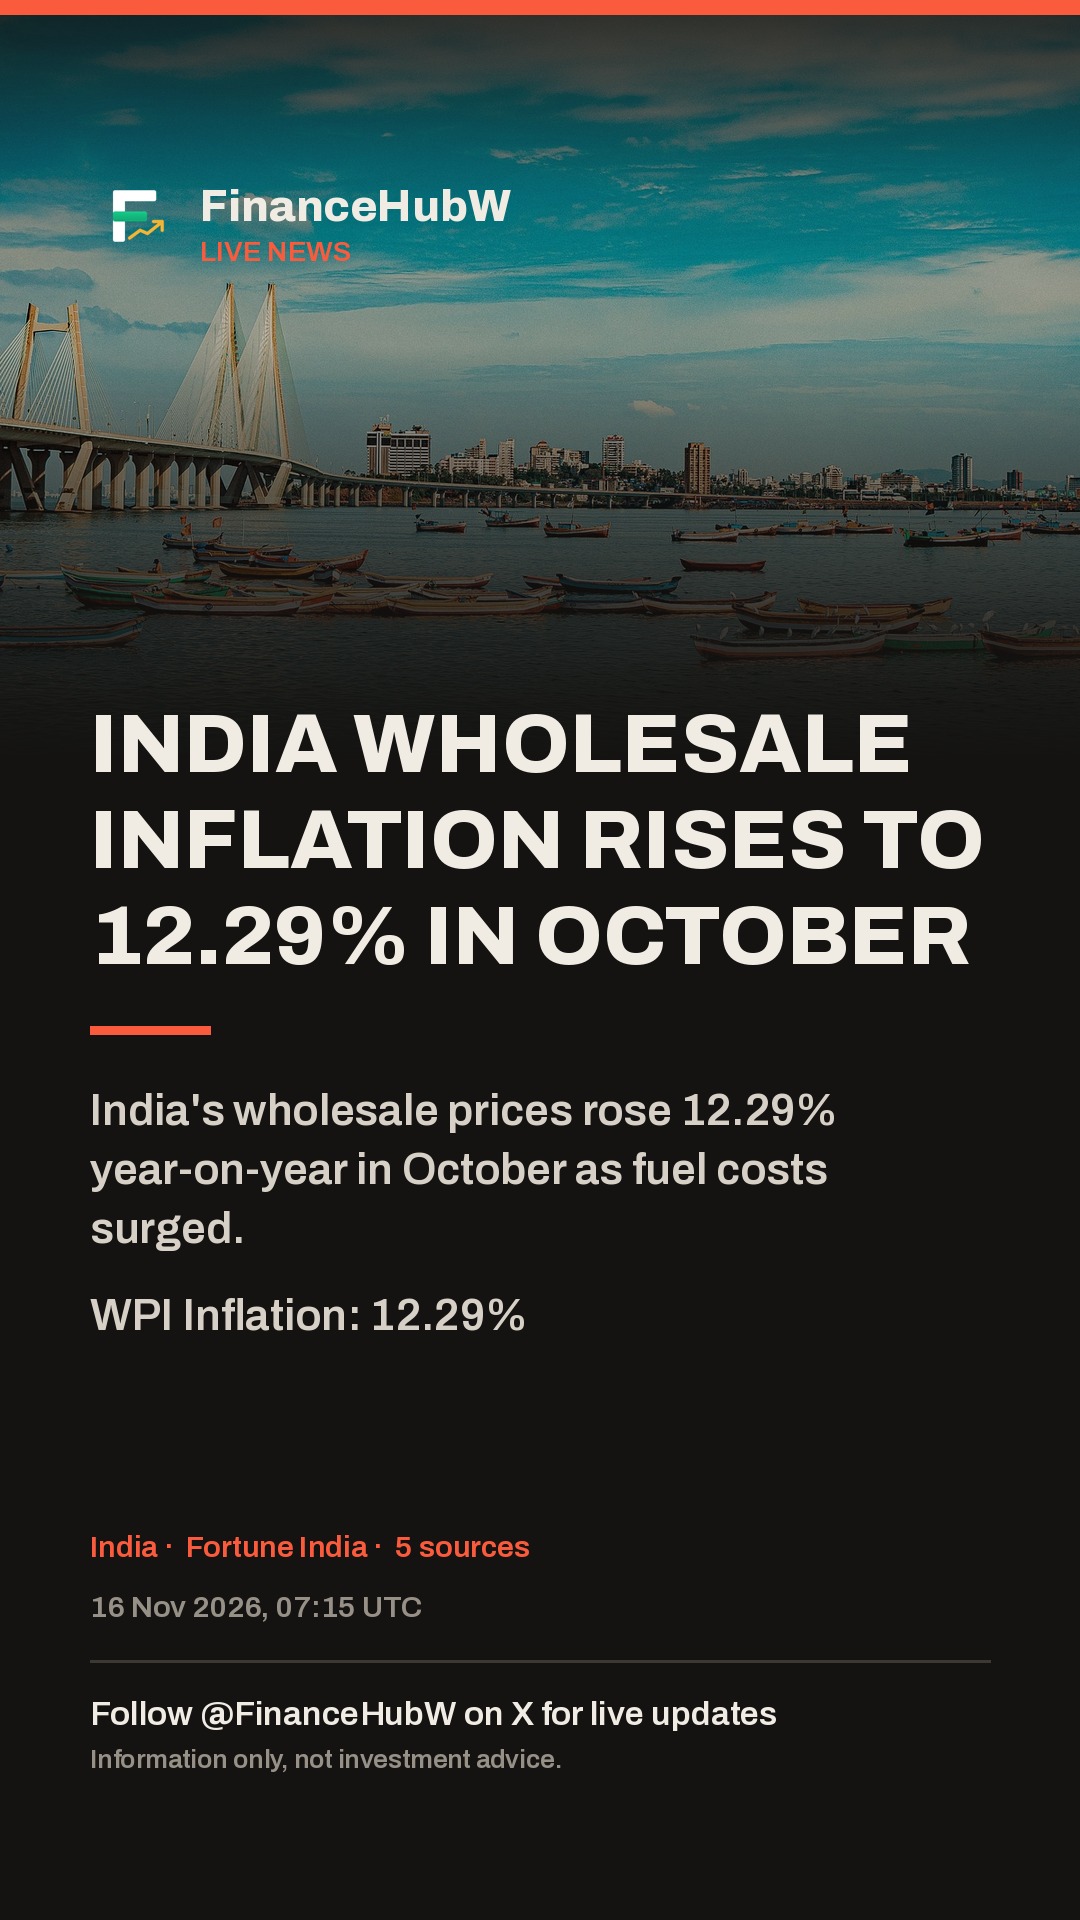 FinanceHubW
LIVE NEWS
INDIA WHOLESALE
INFLATION RISES TO
12.29% IN OCTOBER
India's wholesale prices rose 12.29%
year-on-year in October as fuel costs
surged.
WPI Inflation: 12.29%
India · Fortune India · 5 sources
16 Nov 2026, 07:15 UTC
Follow @FinanceHubW on X for live updates
Information only, not investment advice.